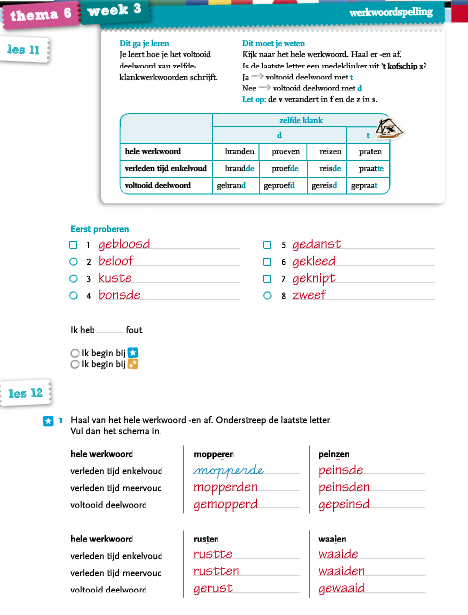 thema 6 week 3 werkwoordspelling
les 11
Dit ga je leren
Je leert hoe je het voltooid
deelwoord van zelfde-
klankwerkwoorden schrijft.
Dit moet je weten
Kijk naar het hele werkwoord. Haal er -en af.
Is de laatste letter een medeklinker uit 't kofschip x?
Ja → voltooid deelwoord met t
Nee → voltooid deelwoord met d
Let op: de v verandert in f en de z in s.
zelfde klank
d t
hele werkwoord branden proeven reizen praten
verleden tijd enkelvoud brandde proefde reisde praatte
voltooid deelwoord gebrand geproefd gereisd gepraat
Eerst proberen
1 gebloosd
2 beloof
3 kuste
4 bonsde
5 gedanst
6 gekleed
7 geknipt
8 zweef
Ik heb ______ fout.
Ik begin bij
Ik begin bij
les 12
1 Haal van het hele werkwoord -en af. Onderstreep de laatste letter.
Vul dan het schema in.
hele werkwoord mopperen peinzen
verleden tijd enkelvoud mopperde peinsde
verleden tijd meervoud mopperden peinsden
voltooid deelwoord gemopperd gepeinsd
hele werkwoord rusten waaien
verleden tijd enkelvoud rustte waaide
verleden tijd meervoud rustten waaiden
voltooid deelwoord gerust gewaaid